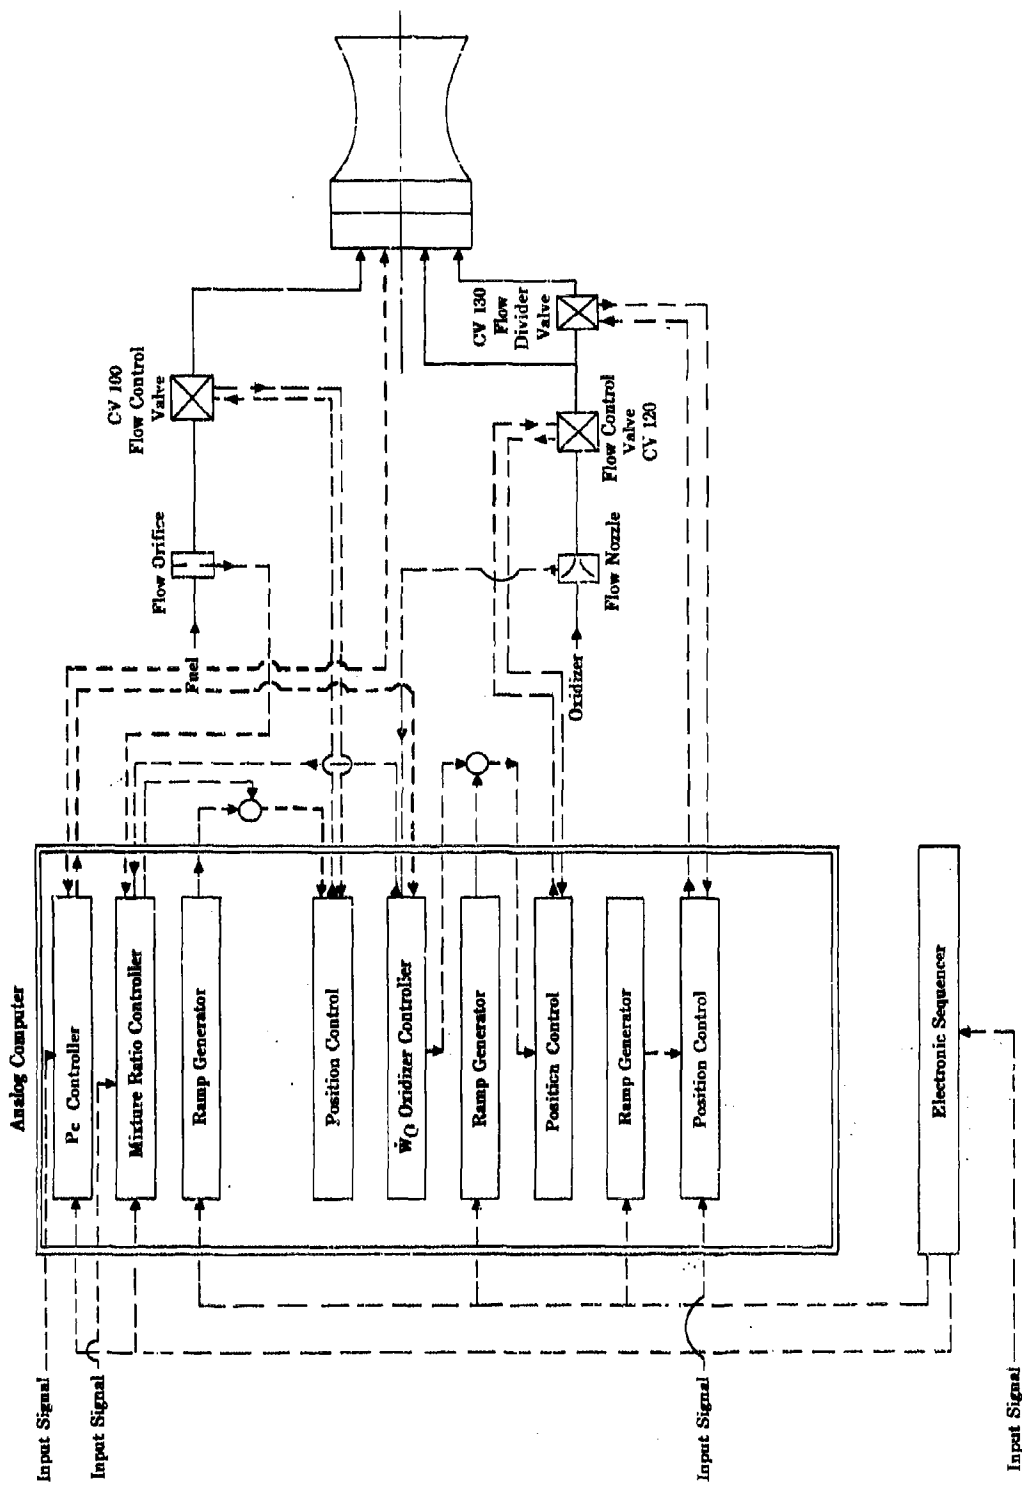 CV 100
Flow Control
Valve
Flow Orifice
Fuel
CV 130
Flow
Divider
Valve
Flow Control
Valve
CV 120
Flow Nozzle
Oxidizer
Analog Computer
Pc Controller
Mixture Ratio Controller
Ramp Generator
Position Control
ẆO Oxidizer Controller
Ramp Generator
Position Control
Ramp Generator
Position Control
Electronic Sequencer
Input Signal
Input Signal
Input Signal
Input Signal